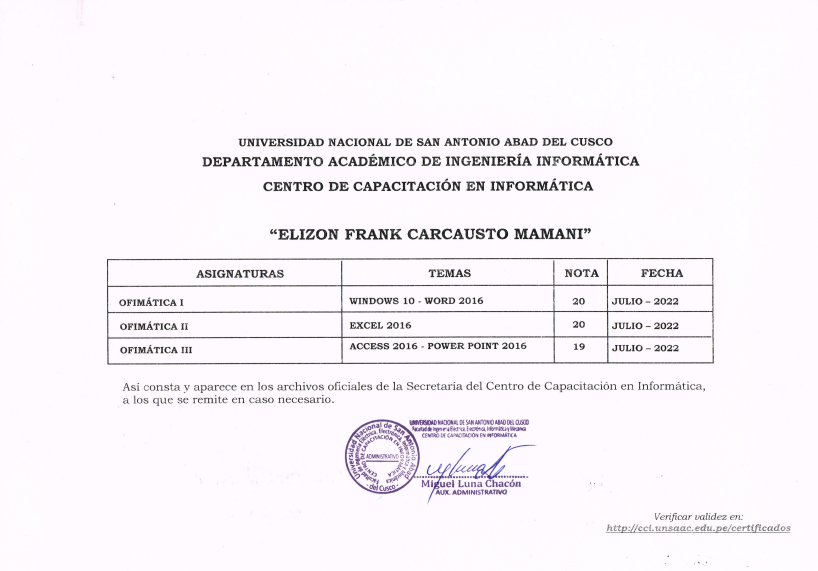 UNIVERSIDAD NACIONAL DE SAN ANTONIO ABAD DEL CUSCO
DEPARTAMENTO ACADÉMICO DE INGENIERÍA INFORMÁTICA
CENTRO DE CAPACITACIÓN EN INFORMÁTICA
“ELIZON FRANK CARCAUSTO MAMANI”
ASIGNATURAS TEMAS NOTA FECHA
OFIMÁTICA I WINDOWS 10 - WORD 2016 20 JULIO – 2022
OFIMÁTICA II EXCEL 2016 20 JULIO – 2022
OFIMÁTICA III ACCESS 2016 - POWER POINT 2016 19 JULIO – 2022
Asi consta y aparece en los archivos oficiales de la Secretaria del Centro de Capacitación en Informática,
a los que se remite en caso necesario.
Universidad Nacional de San Antonio Abad del Cusco
CENTRO DE CAPACITACIÓN EN INFORMÁTICA
ADMINISTRATIVO
UNIVERSIDAD NACIONAL DE SAN ANTONIO ABAD DEL CUSCO
Facultad de Ingeniería Eléctrica, Electrónica, Informática y Mecánica
CENTRO DE CAPACITACIÓN EN INFORMÁTICA
Miguel Luna Chacón
AUX. ADMINISTRATIVO
Verificar validez en:
http://cci.unsaac.edu.pe/certificados